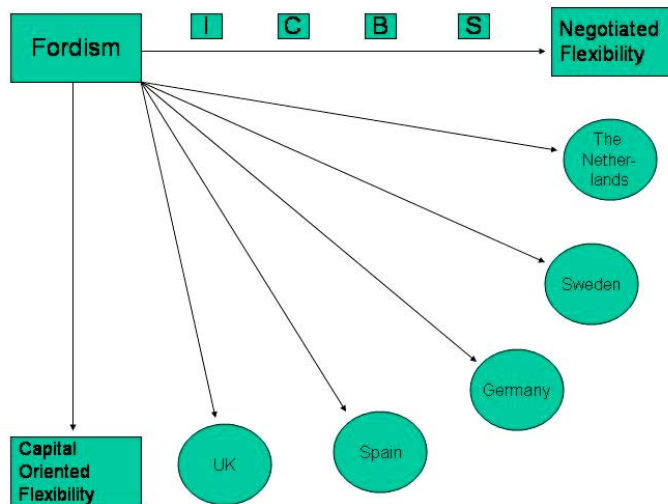 Fordism
I
C
B
S
Negotiated
Flexibility
The
Nether-
lands
Sweden
Germany
Spain
UK
Capital
Oriented
Flexibility